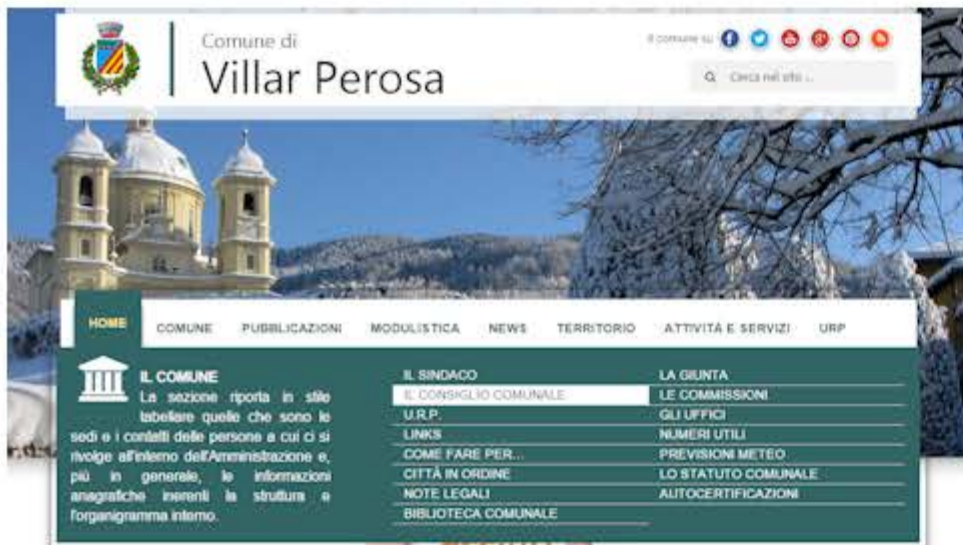 Comune di
Villar Perosa
Il comune su
Cerca nel sito ...
HOME COMUNE PUBBLICAZIONI MODULISTICA NEWS TERRITORIO ATTIVITÀ E SERVIZI URP
IL COMUNE
La sezione riporta in stile
tabellare quelle che sono le
sedi e i contatti delle persone a cui ci si
rivolge all'interno dell'Amministrazione e,
più in generale, le informazioni
anagrafiche inerenti la struttura e
l'organigramma interno.
IL SINDACO
IL CONSIGLIO COMUNALE
U.R.P.
LINKS
COME FARE PER...
CITTÀ IN ORDINE
NOTE LEGALI
BIBLIOTECA COMUNALE
LA GIUNTA
LE COMMISSIONI
GLI UFFICI
NUMERI UTILI
PREVISIONI METEO
LO STATUTO COMUNALE
AUTOCERTIFICAZIONI